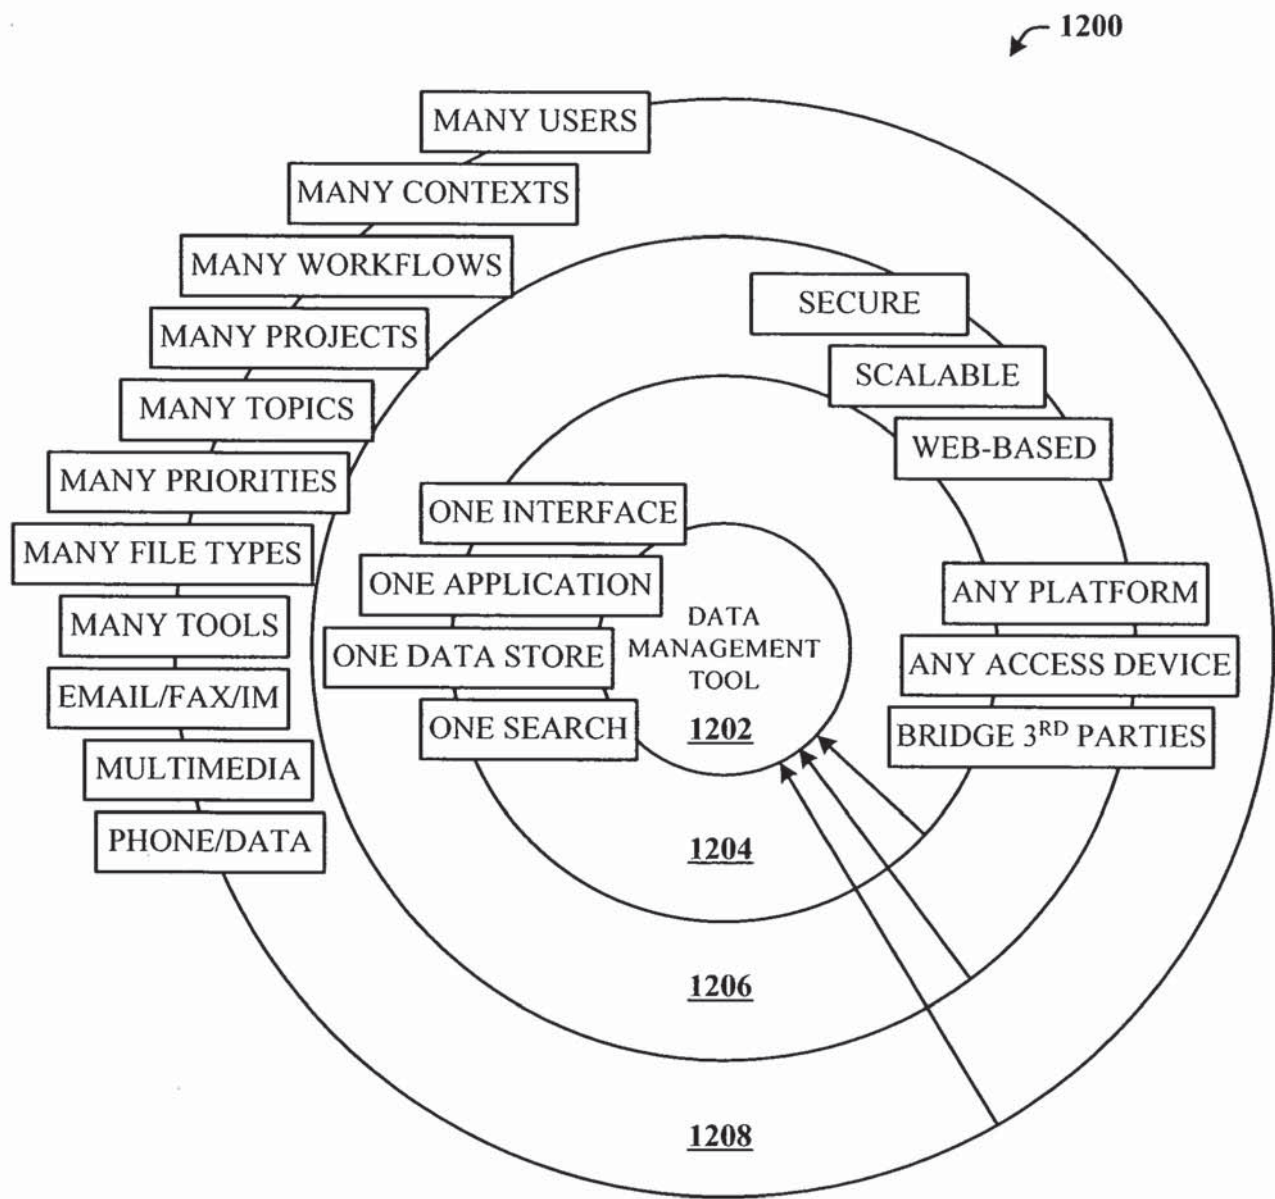 1200
MANY USERS
MANY CONTEXTS
MANY WORKFLOWS
MANY PROJECTS
MANY TOPICS
MANY PRIORITIES
MANY FILE TYPES
MANY TOOLS
EMAIL/FAX/IM
MULTIMEDIA
PHONE/DATA
SECURE
SCALABLE
WEB-BASED
ONE INTERFACE
ONE APPLICATION
ONE DATA STORE
ONE SEARCH
DATA
MANAGEMENT
TOOL
1202
ANY PLATFORM
ANY ACCESS DEVICE
BRIDGE 3RD PARTIES
1204
1206
1208